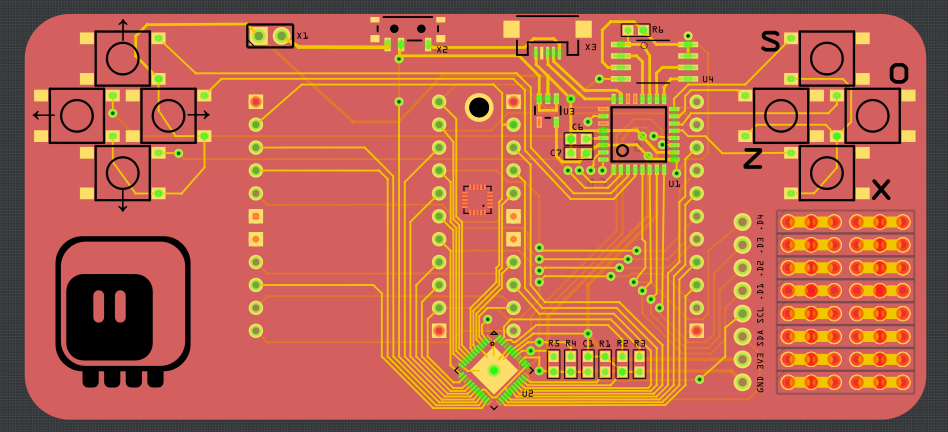 X1
X2
X3
R6
U4
S
O
U3
C6
C7
U1
Z
X
.D4
.D3
.D2
.D1
SCL
SDA
3V3
GND
R5 R4 C1 R1 R2 R3
U2